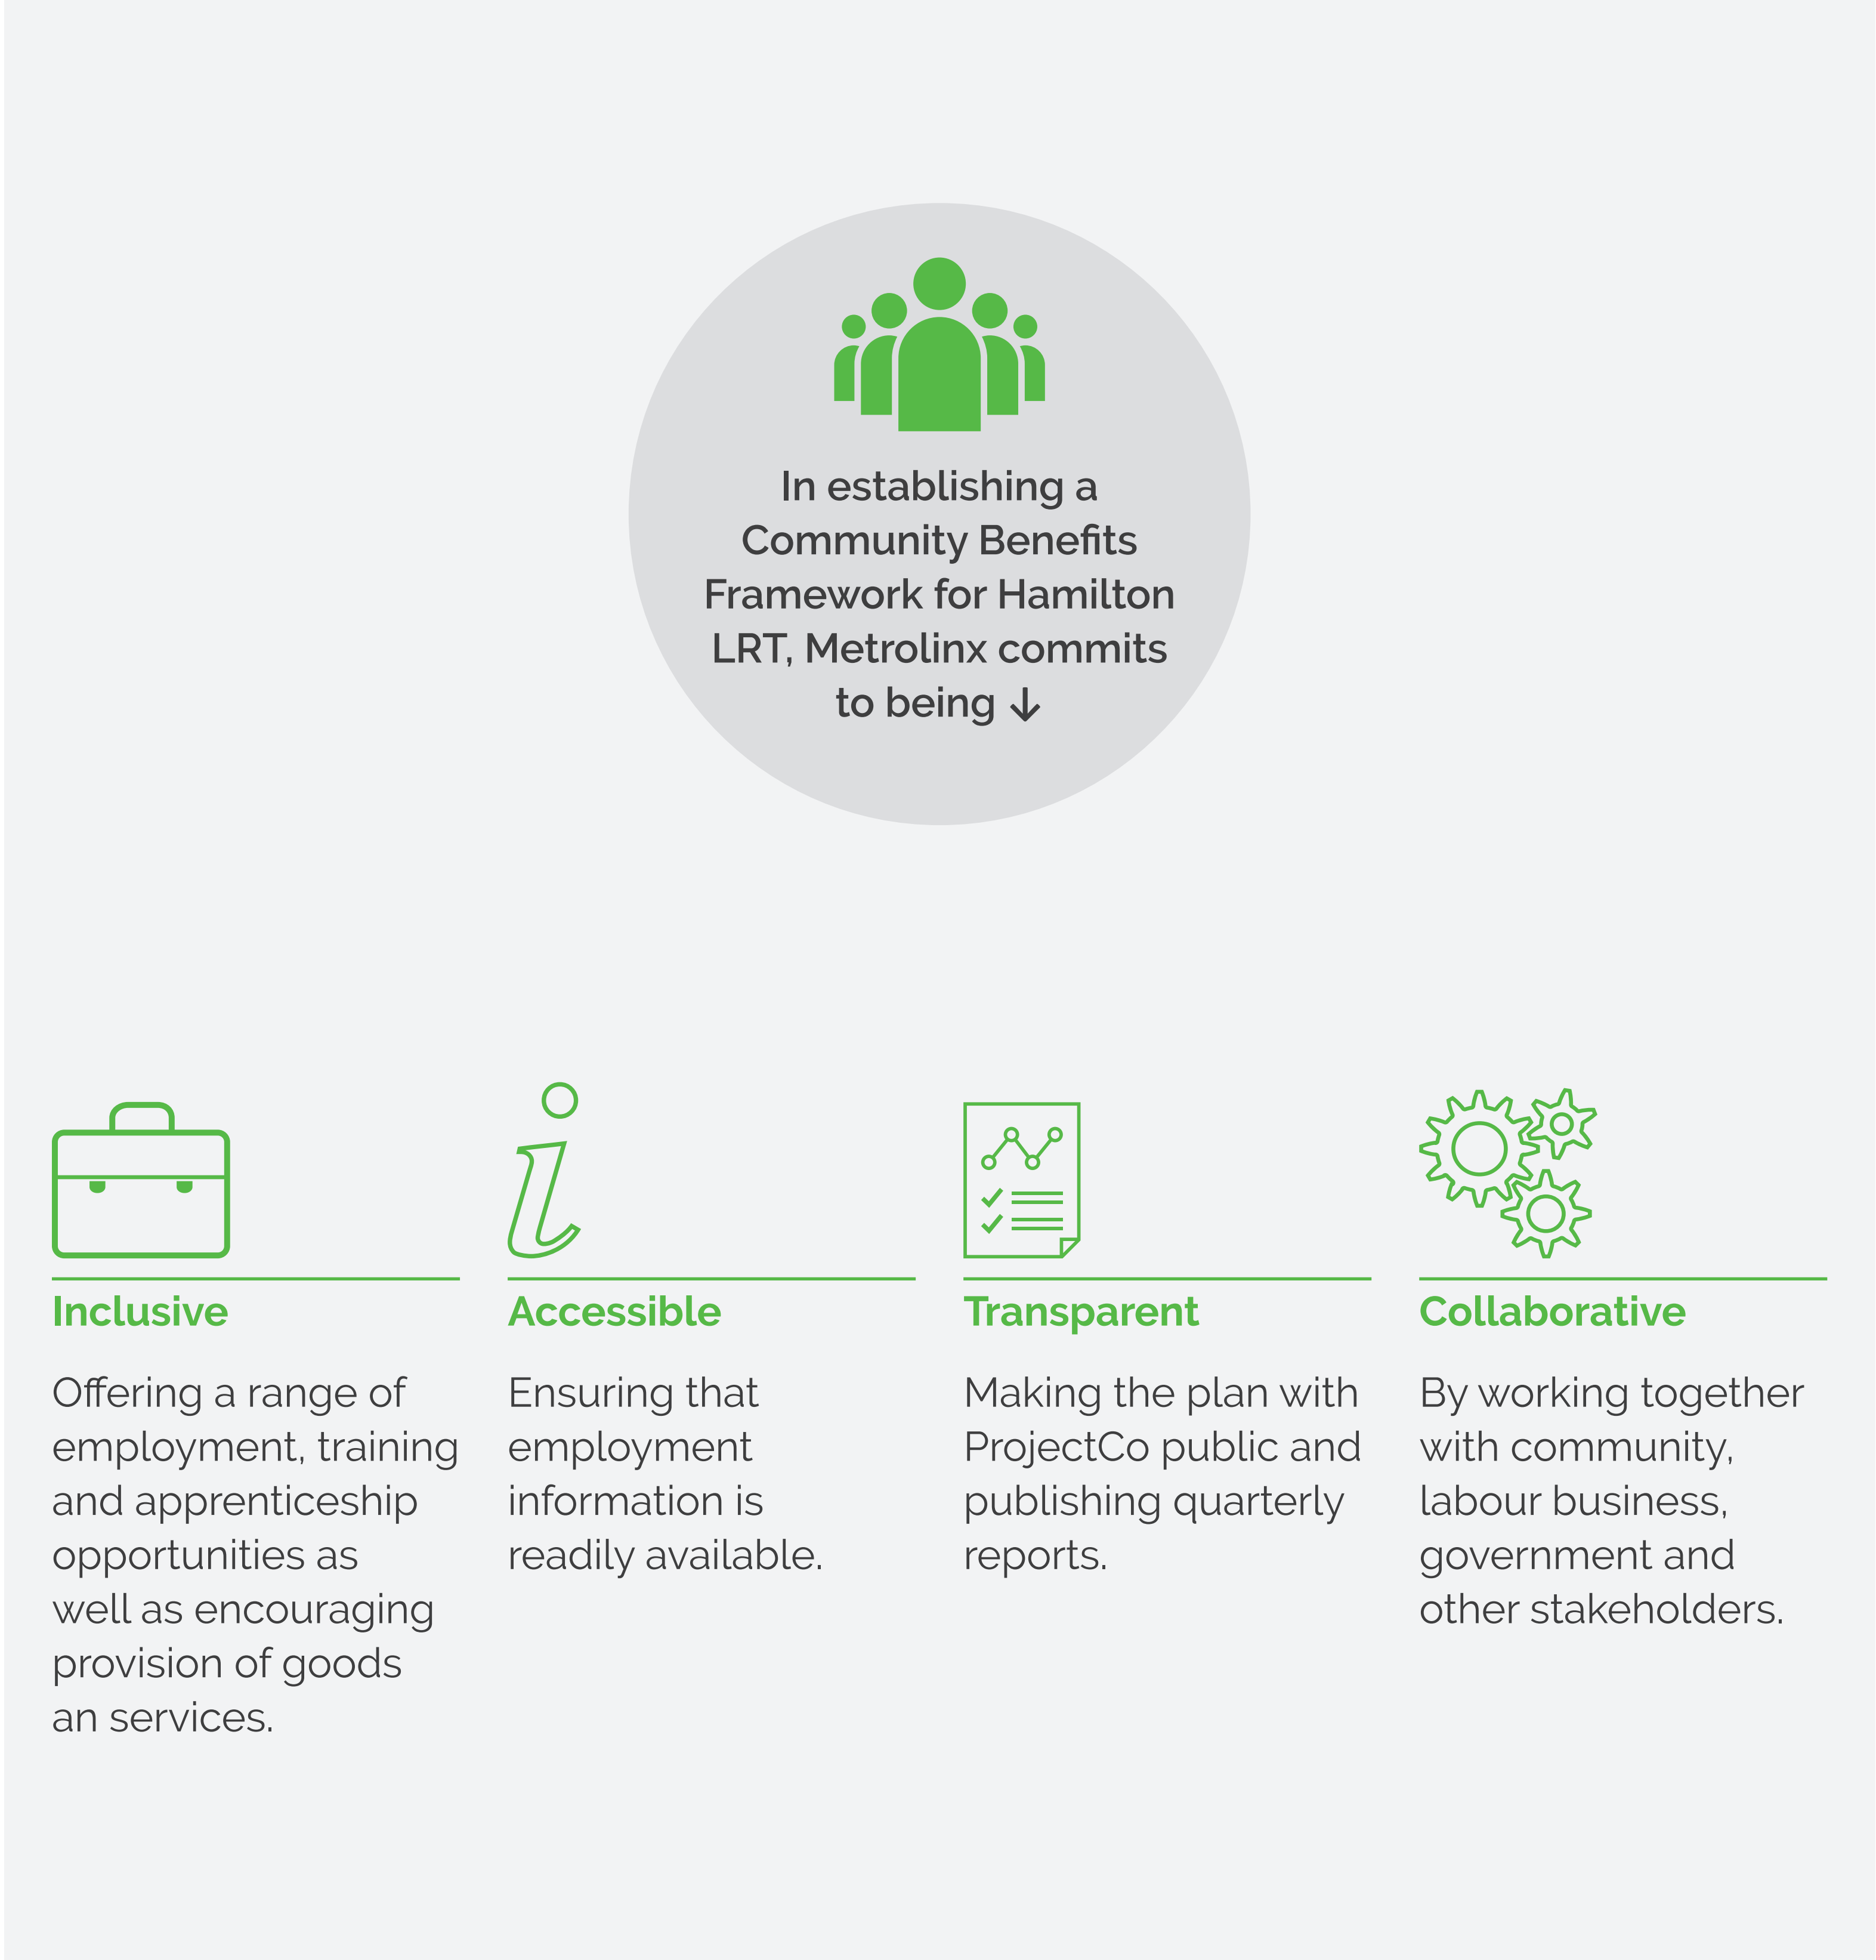 In establishing a
Community Benefits
Framework for Hamilton
LRT, Metrolinx commits
to being ↓
Inclusive
Offering a range of
employment, training
and apprenticeship
opportunities as
well as encouraging
provision of goods
an services.
Accessible
Ensuring that
employment
information is
readily available.
Transparent
Making the plan with
ProjectCo public and
publishing quarterly
reports.
Collaborative
By working together
with community,
labour business,
government and
other stakeholders.